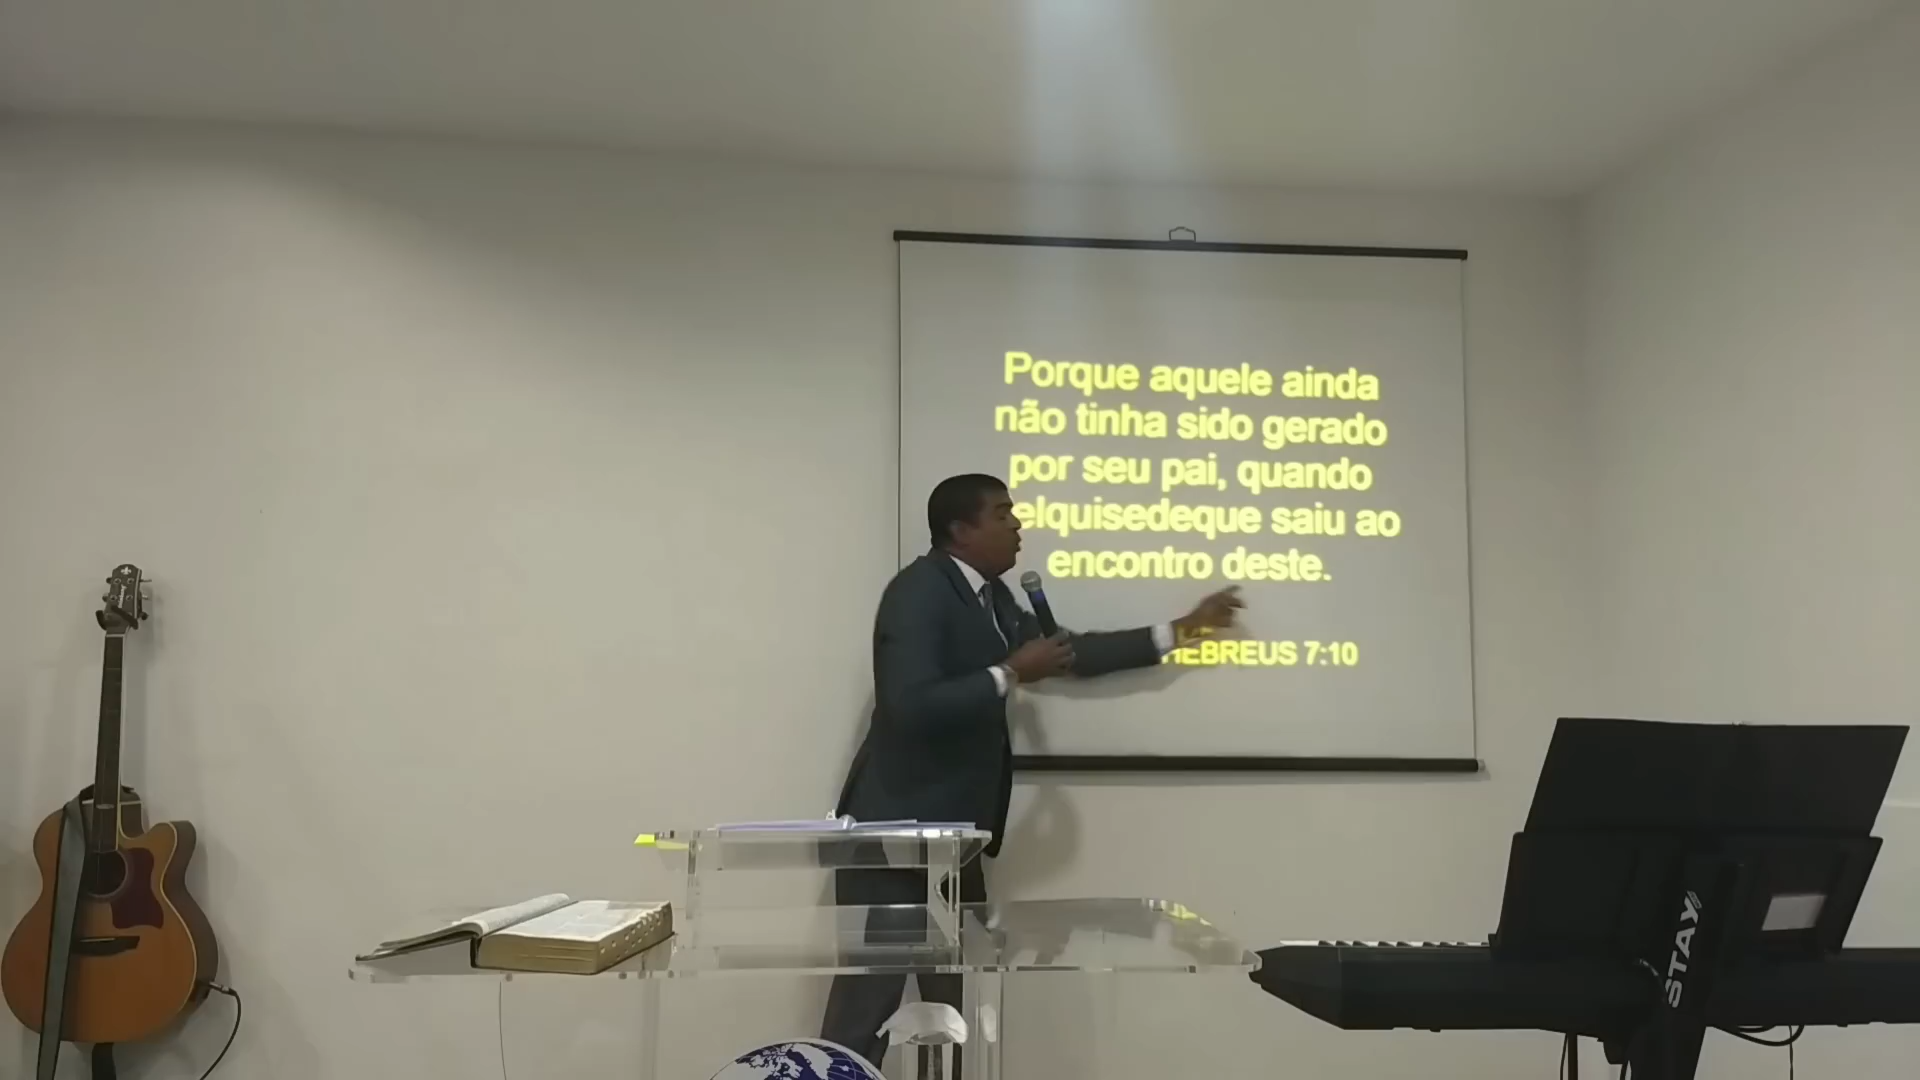 Porque aquele ainda
não tinha sido gerado
por seu pai, quando
elquisedeque saiu ao
encontro deste.
HEBREUS 7:10
STAY